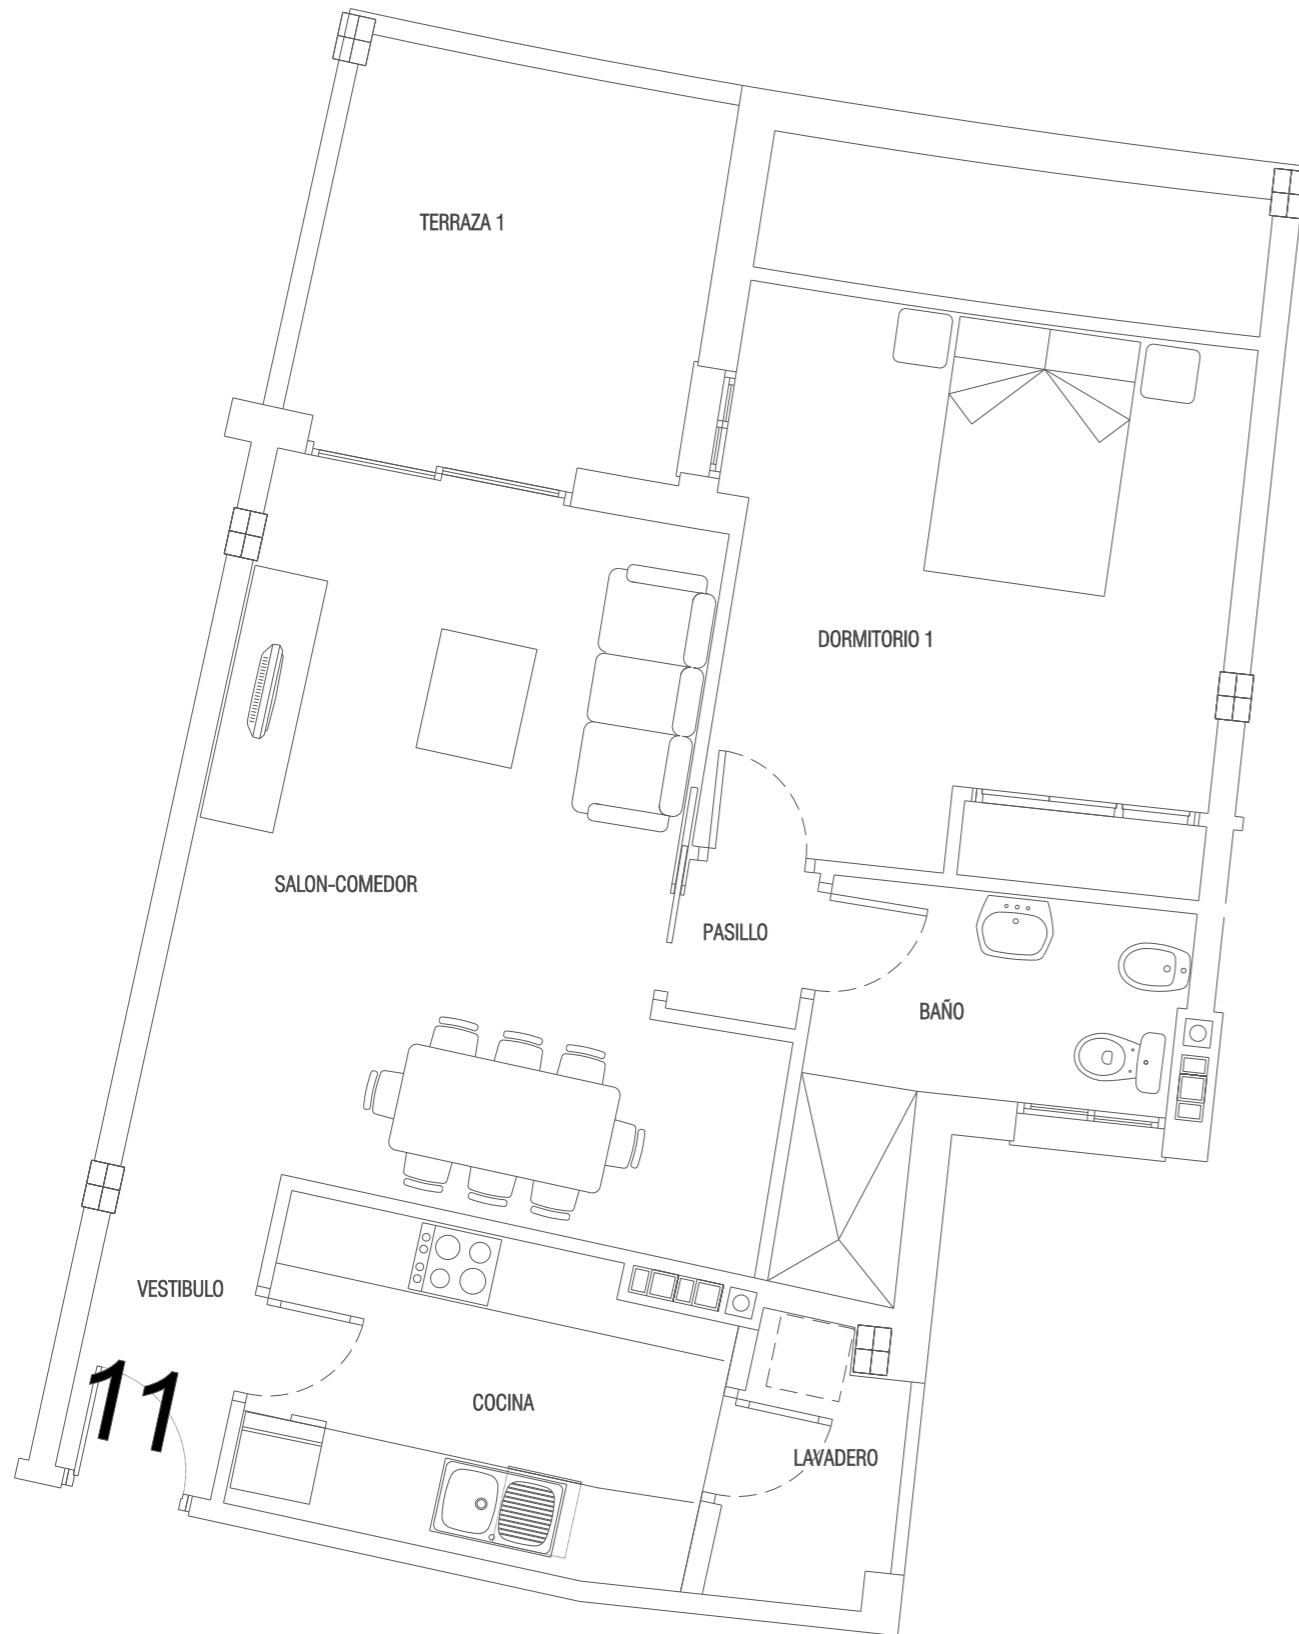 TERRAZA 1
DORMITORIO 1
SALON-COMEDOR
PASILLO
BAÑO
VESTIBULO
11
COCINA
LAVADERO